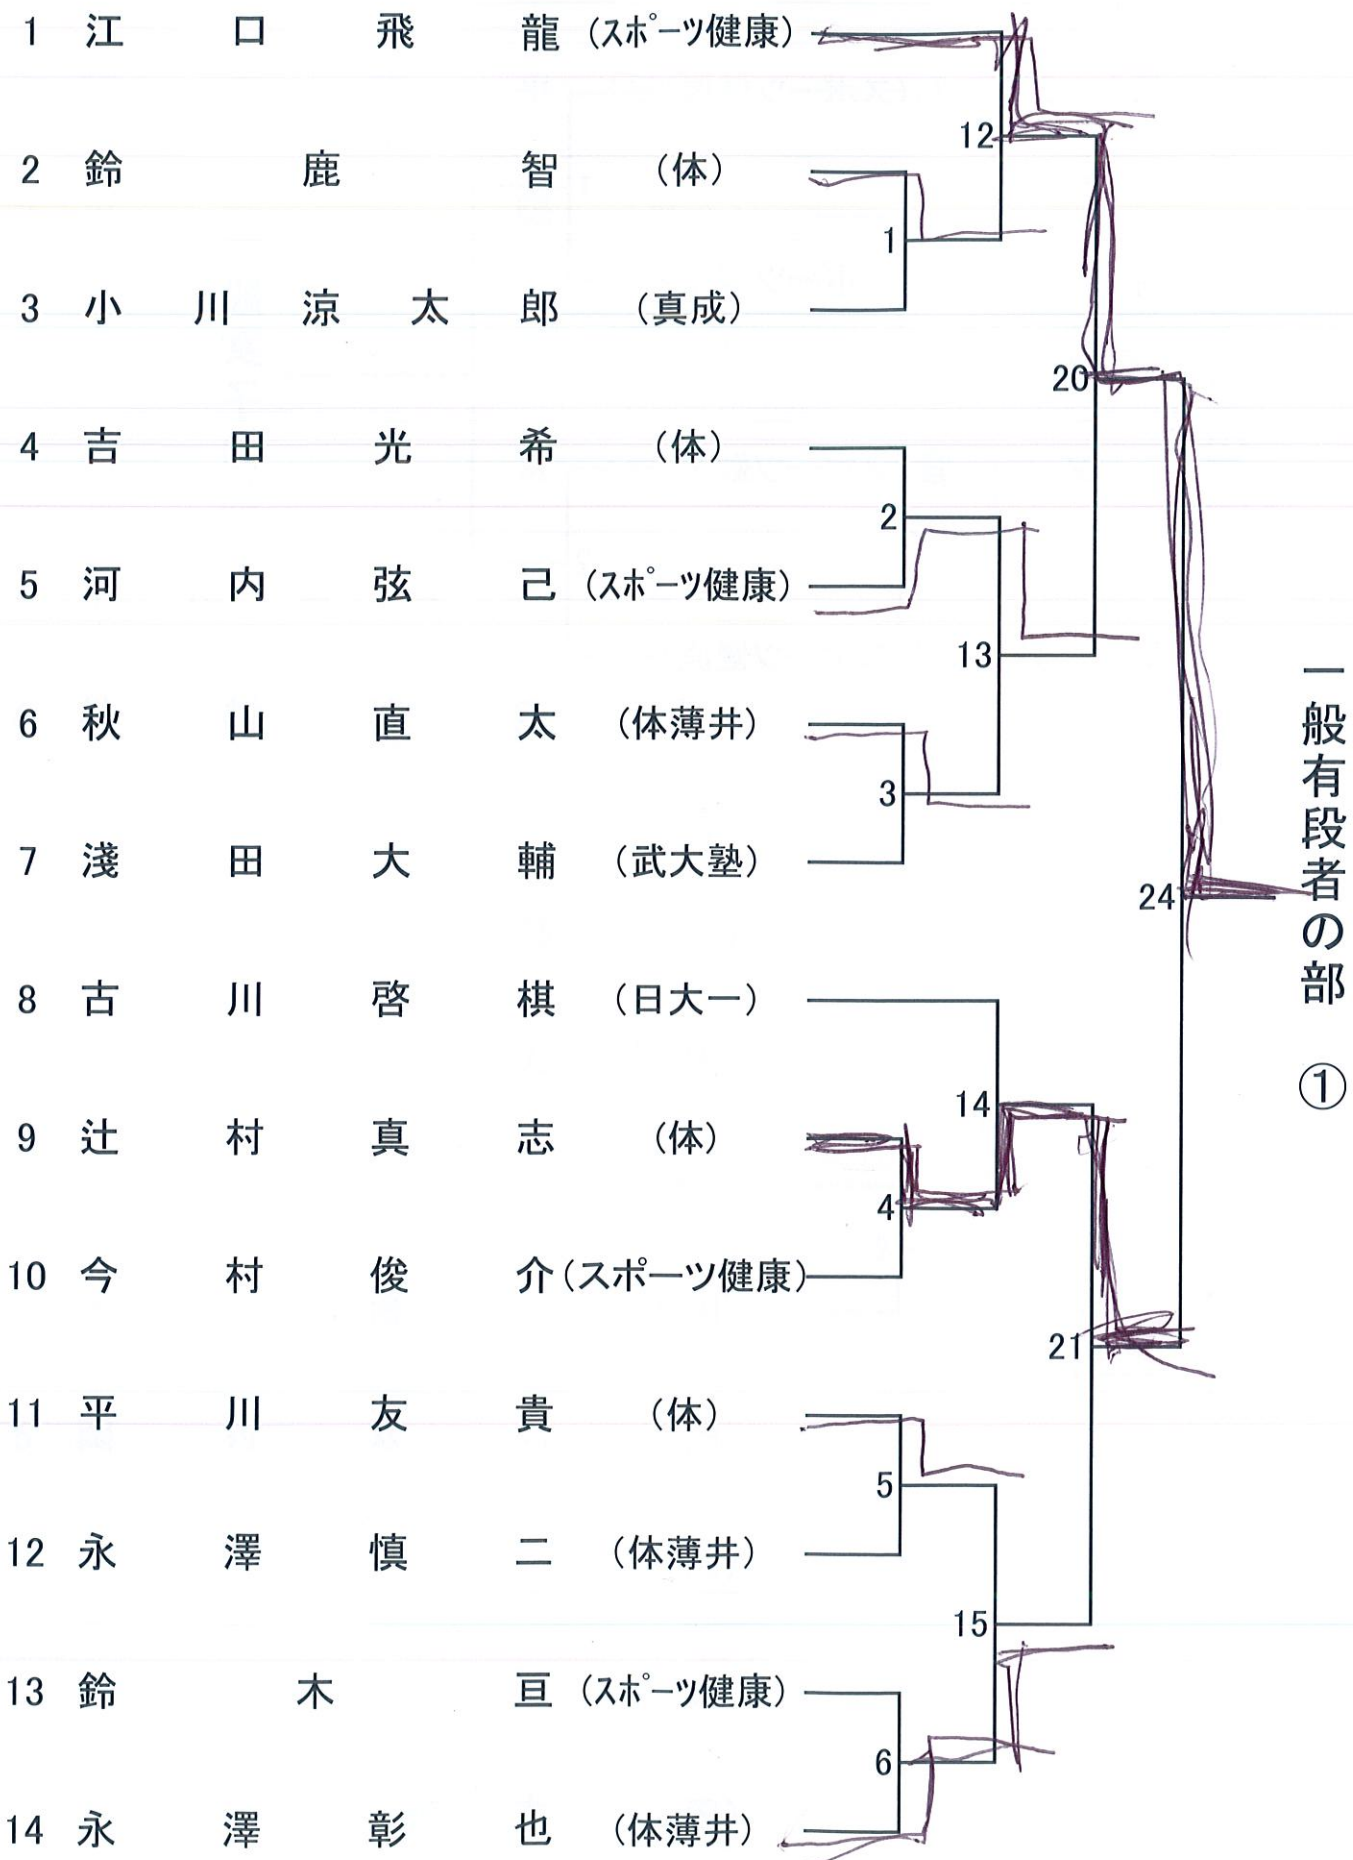 1 江口飛龍 (スポーツ健康)
2 鈴鹿智 (体)
3 小川涼太郎 (真成)
4 吉田光希 (体)
5 河内弦己 (スポーツ健康)
6 秋山直太 (体薄井)
7 淺田大輔 (武大塾)
8 古川啓棋 (日大一)
9 辻村真志 (体)
10 今村俊介 (スポーツ健康)
11 平川友貴 (体)
12 永澤慎二 (体薄井)
13 鈴木亘 (スポーツ健康)
14 永澤彰也 (体薄井)
1
2
3
4
5
6
12
13
14
15
20
21
24
一般有段者の部 ①